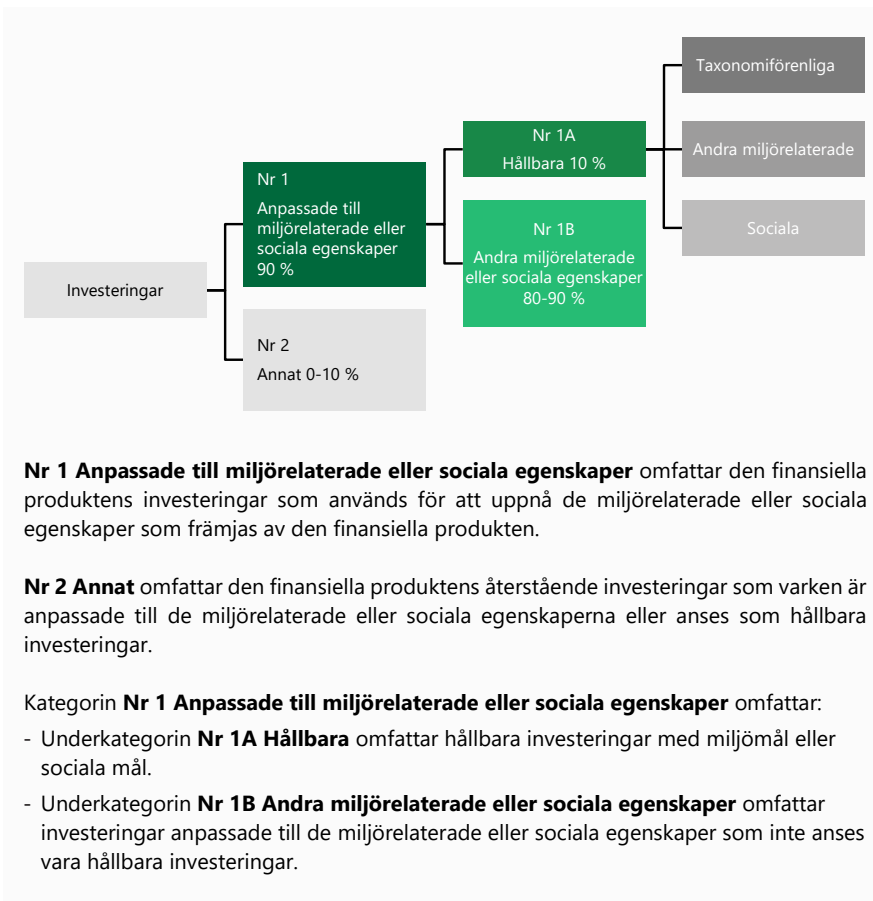 Taxonomiförenliga
Nr 1A
Hållbara 10 %
Andra miljörelaterade
Nr 1
Anpassade till
miljörelaterade eller
sociala egenskaper
90 %
Nr 1B
Andra miljörelaterade
eller sociala egenskaper
80-90 %
Sociala
Investeringar
Nr 2
Annat 0-10 %
Nr 1 Anpassade till miljörelaterade eller sociala egenskaper omfattar den finansiella
produktens investeringar som används för att uppnå de miljörelaterade eller sociala
egenskaper som främjas av den finansiella produkten.
Nr 2 Annat omfattar den finansiella produktens återstående investeringar som varken är
anpassade till de miljörelaterade eller sociala egenskaperna eller anses som hållbara
investeringar.
Kategorin Nr 1 Anpassade till miljörelaterade eller sociala egenskaper omfattar:
- Underkategorin Nr 1A Hållbara omfattar hållbara investeringar med miljömål eller
sociala mål.
- Underkategorin Nr 1B Andra miljörelaterade eller sociala egenskaper omfattar
investeringar anpassade till de miljörelaterade eller sociala egenskaper som inte anses
vara hållbara investeringar.